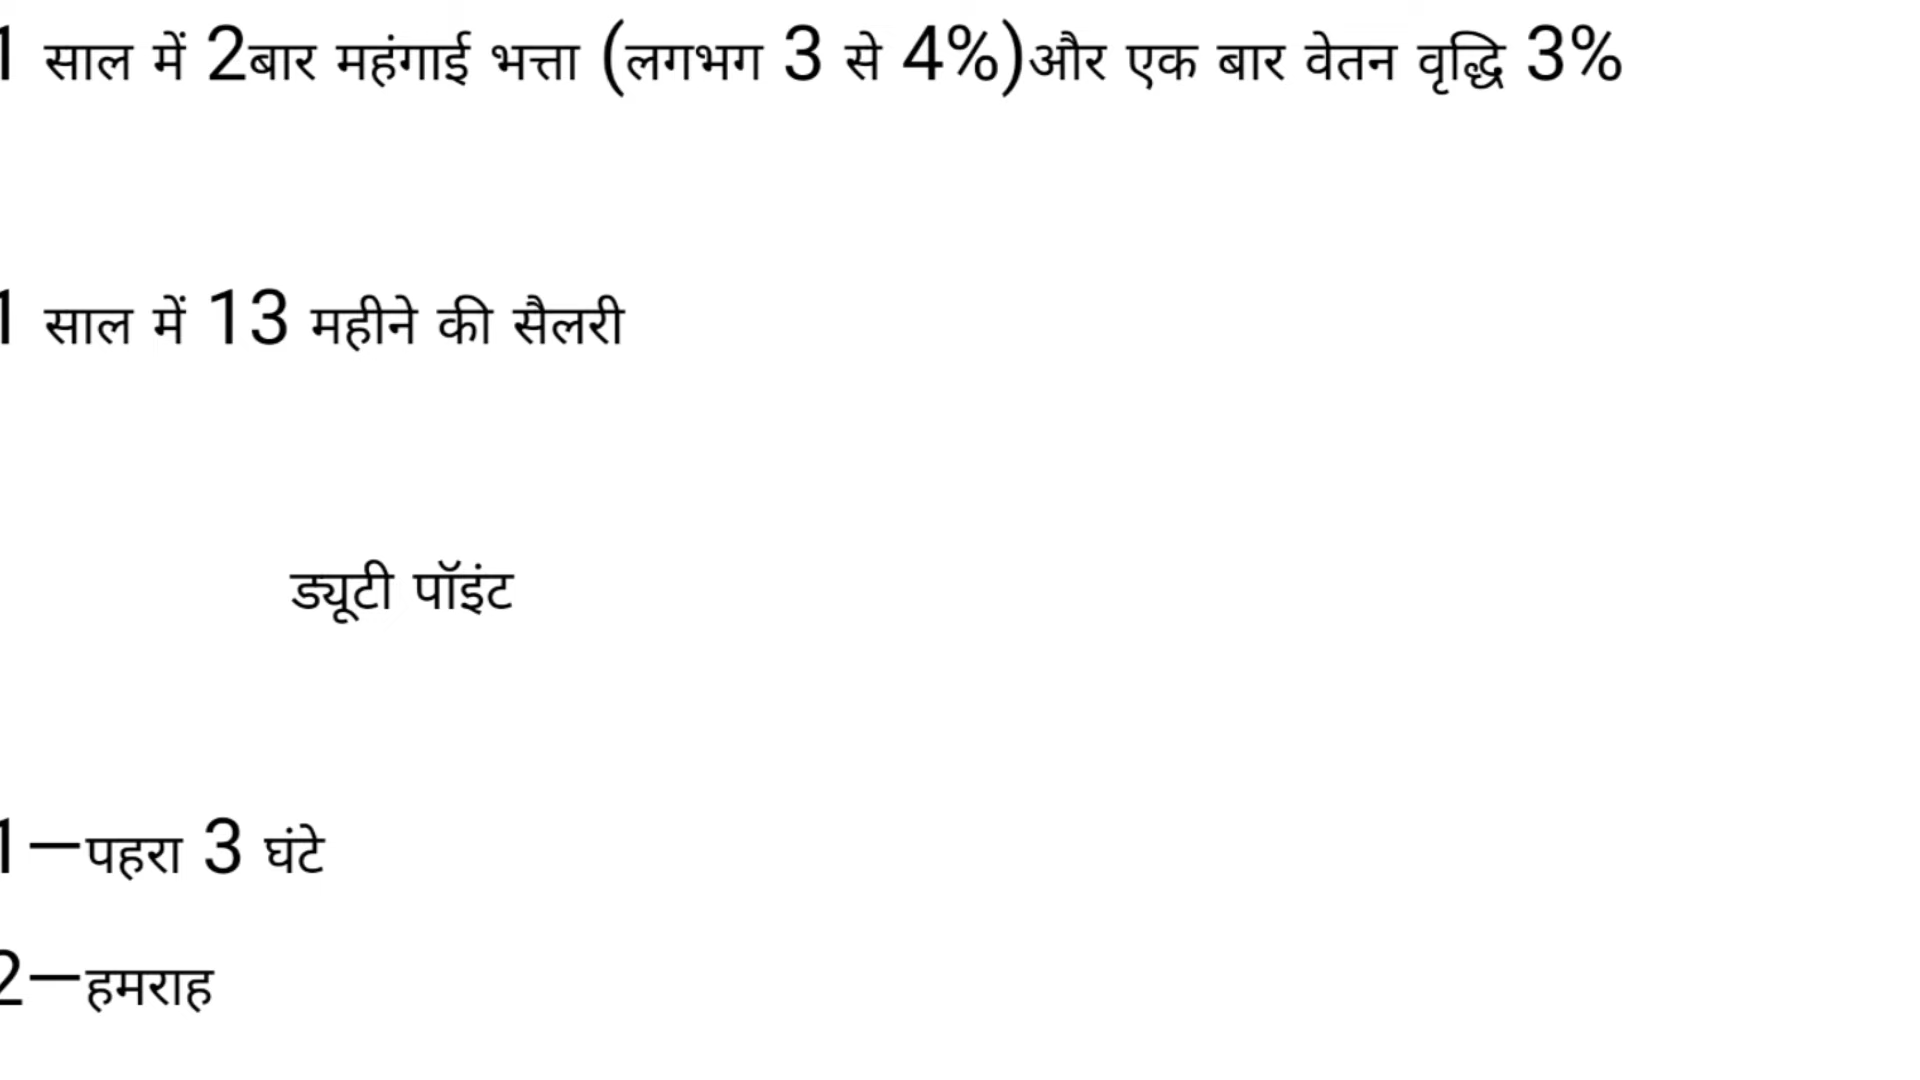 1 साल में 2बार महंगाई भत्ता (लगभग 3 से 4%)और एक बार वेतन वृद्धि 3%
1 साल में 13 महीने की सैलरी
ड्यूटी पॉइंट
1–पहरा 3 घंटे
2–हमराह